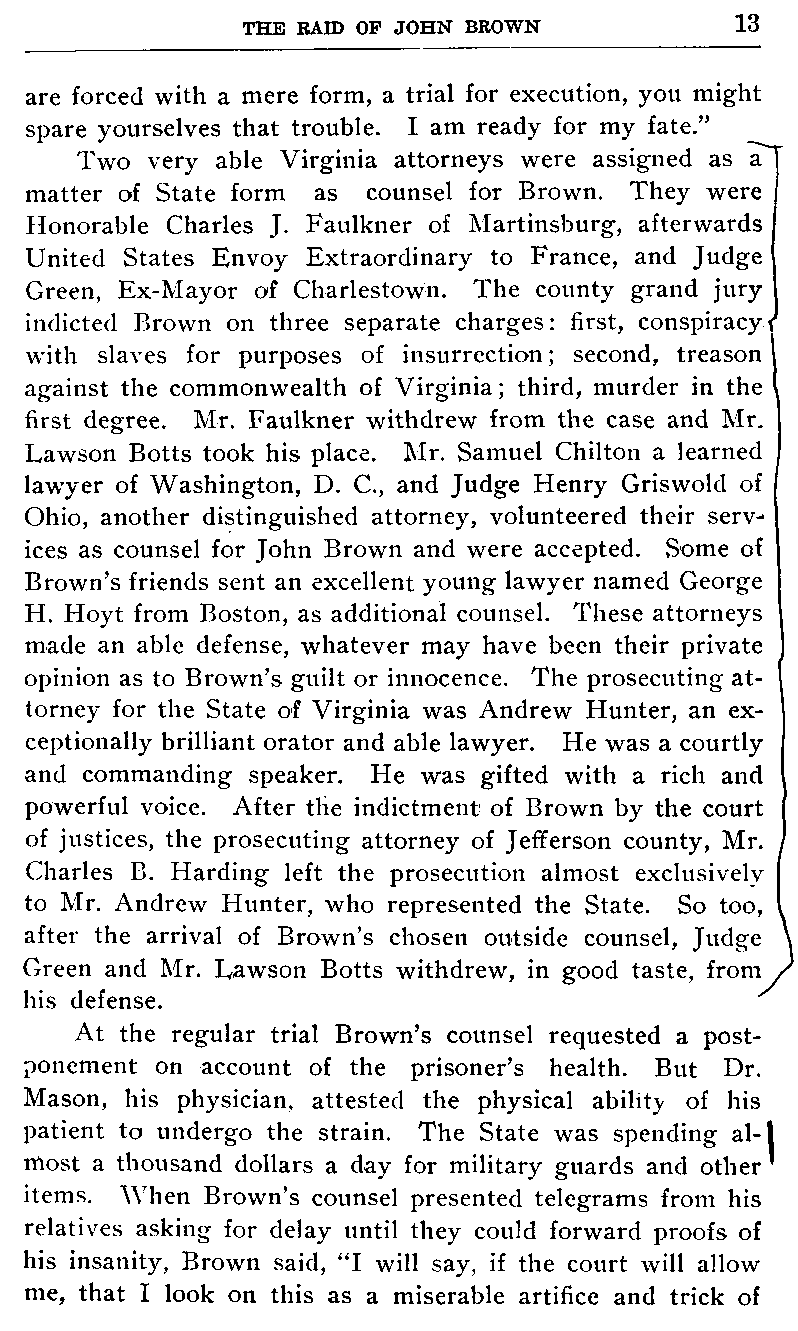 THE RAID OF JOHN BROWN 13
are forced with a mere form, a trial for execution, you might
spare yourselves that trouble. I am ready for my fate.”
Two very able Virginia attorneys were assigned as a
matter of State form as counsel for Brown. They were
Honorable Charles J. Faulkner of Martinsburg, afterwards
United States Envoy Extraordinary to France, and Judge
Green, Ex-Mayor of Charlestown. The county grand jury
indicted Brown on three separate charges: first, conspiracy
with slaves for purposes of insurrection; second, treason
against the commonwealth of Virginia; third, murder in the
first degree. Mr. Faulkner withdrew from the case and Mr.
Lawson Botts took his place. Mr. Samuel Chilton a learned
lawyer of Washington, D. C., and Judge Henry Griswold of
Ohio, another distinguished attorney, volunteered their serv-
ices as counsel for John Brown and were accepted. Some of
Brown’s friends sent an excellent young lawyer named George
H. Hoyt from Boston, as additional counsel. These attorneys
made an able defense, whatever may have been their private
opinion as to Brown’s guilt or innocence. The prosecuting at-
torney for the State of Virginia was Andrew Hunter, an ex-
ceptionally brilliant orator and able lawyer. He was a courtly
and commanding speaker. He was gifted with a rich and
powerful voice. After the indictment of Brown by the court
of justices, the prosecuting attorney of Jefferson county, Mr.
Charles B. Harding left the prosecution almost exclusively
to Mr. Andrew Hunter, who represented the State. So too,
after the arrival of Brown’s chosen outside counsel, Judge
Green and Mr. Lawson Botts withdrew, in good taste, from
his defense.
At the regular trial Brown’s counsel requested a post-
ponement on account of the prisoner’s health. But Dr.
Mason, his physician, attested the physical ability of his
patient to undergo the strain. The State was spending al-
most a thousand dollars a day for military guards and other
items. When Brown’s counsel presented telegrams from his
relatives asking for delay until they could forward proofs of
his insanity, Brown said, “I will say, if the court will allow
me, that I look on this as a miserable artifice and trick of